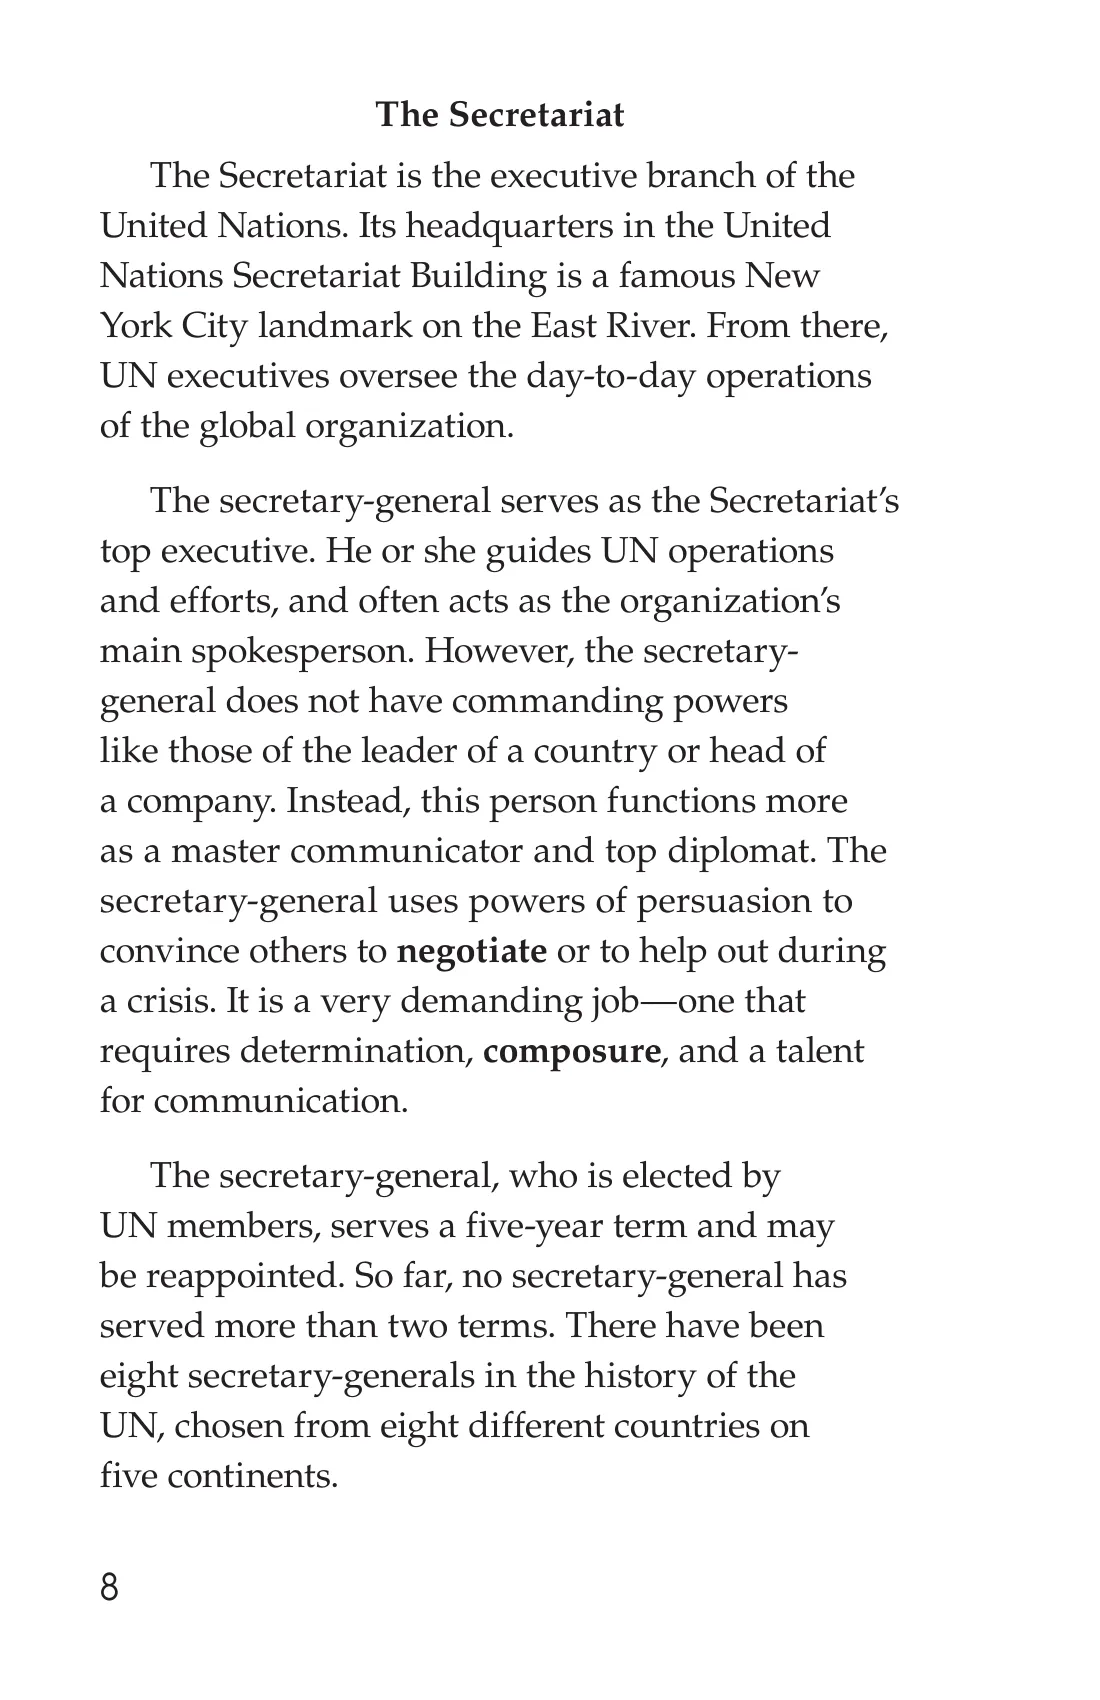 The Secretariat
The Secretariat is the executive branch of the
United Nations. Its headquarters in the United
Nations Secretariat Building is a famous New
York City landmark on the East River. From there,
UN executives oversee the day-to-day operations
of the global organization.
The secretary-general serves as the Secretariat’s
top executive. He or she guides UN operations
and efforts, and often acts as the organization’s
main spokesperson. However, the secretary-
general does not have commanding powers
like those of the leader of a country or head of
a company. Instead, this person functions more
as a master communicator and top diplomat. The
secretary-general uses powers of persuasion to
convince others to negotiate or to help out during
a crisis. It is a very demanding job—one that
requires determination, composure, and a talent
for communication.
The secretary-general, who is elected by
UN members, serves a five-year term and may
be reappointed. So far, no secretary-general has
served more than two terms. There have been
eight secretary-generals in the history of the
UN, chosen from eight different countries on
five continents.
8